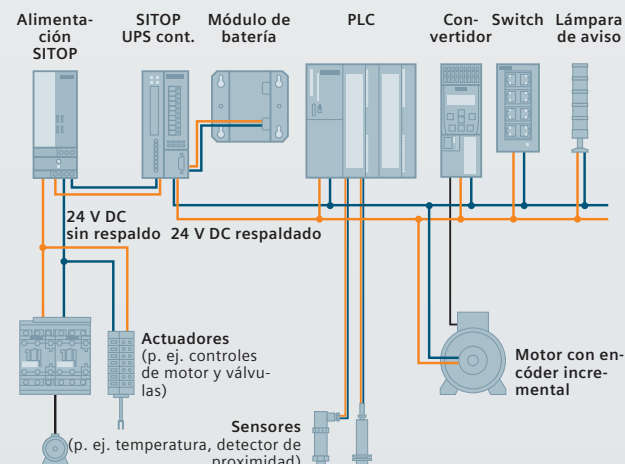 Alimenta-
ción
SITOP
SITOP
UPS cont.
Módulo de
batería
PLC
Con-
vertidor
Switch
Lámpara
de aviso
24 V DC
sin respaldo
24 V DC respaldado
Actuadores
(p. ej. controles
de motor y válvu-
las)
Motor con en-
códer incre-
mental
Sensores
(p. ej. temperatura, detector de
proximidad)